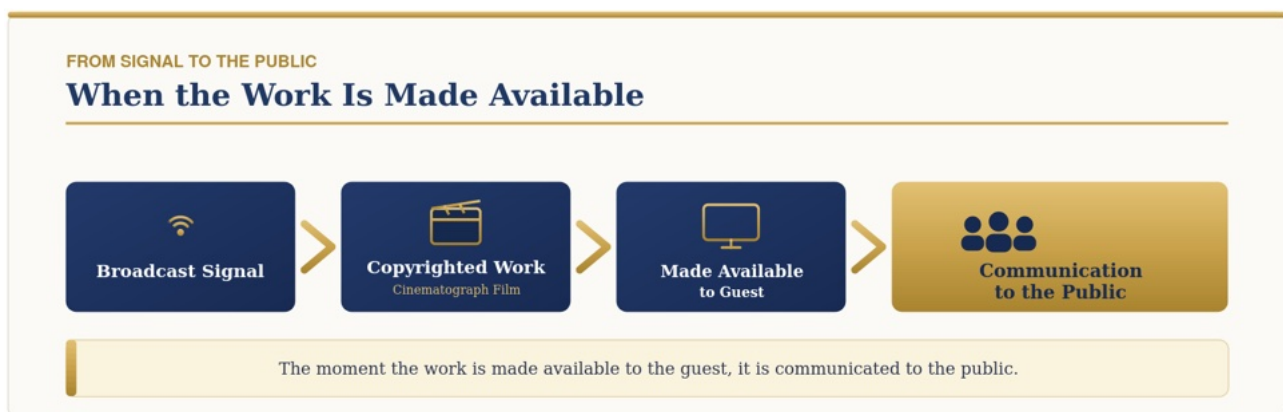 FROM SIGNAL TO THE PUBLIC
When the Work Is Made Available
Broadcast Signal
Copyrighted Work
Cinematograph Film
Made Available
to Guest
Communication
to the Public
The moment the work is made available to the guest, it is communicated to the public.